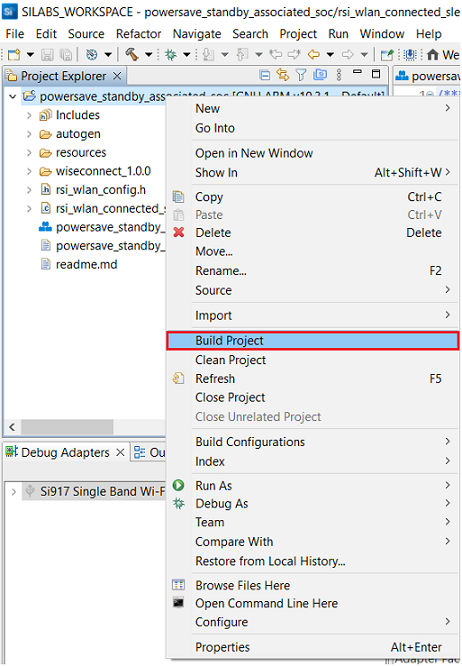 Si SILABS_WORKSPACE - powersave_standby_associated_soc/rsi_wlan_connected_sle
File Edit Source Refactor Navigate Search Project Run Window Help
We
Project Explorer
powersave_standby_associated_soc [GNU ARM v10.3.1 - Default]
Includes
autogen
resources
wiseconnect_1.0.0
rsi_wlan_config.h
rsi_wlan_connected_s
powersave_standby_
powersave_standby_
readme.md
powersav
1 /**
New
Go Into
Open in New Window
Show In Alt+Shift+W
Copy Ctrl+C
Paste Ctrl+V
Delete Delete
Move...
Rename... F2
Source
Import
Build Project
Clean Project
Refresh F5
Close Project
Close Unrelated Project
Build Configurations
Index
Run As
Debug As
Team
Compare With
Restore from Local History...
Browse Files Here
Open Command Line Here
Configure
Properties Alt+Enter
Debug Adapters Ou
Si917 Single Band Wi-F